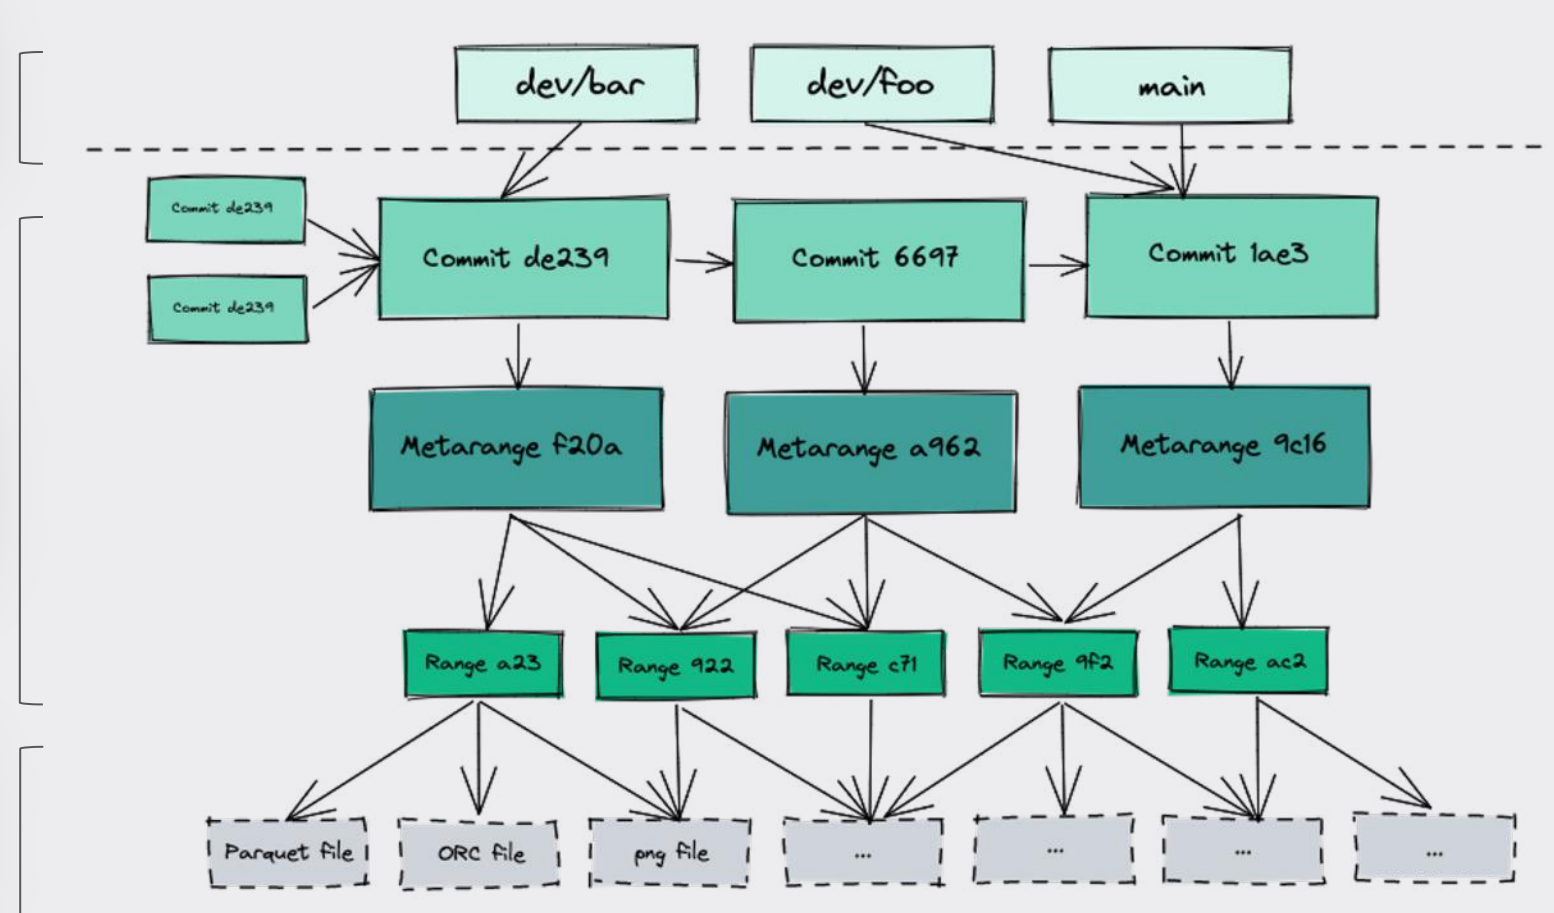 dev/bar
dev/foo
main
Commit de239
Commit de239
Commit de239
Commit 6697
Commit 1ae3
Metarange f20a
Metarange a962
Metarange 9c16
Range a23
Range 922
Range c71
Range 9f2
Range ac2
Parquet file
ORC file
png file
...
...
...
...